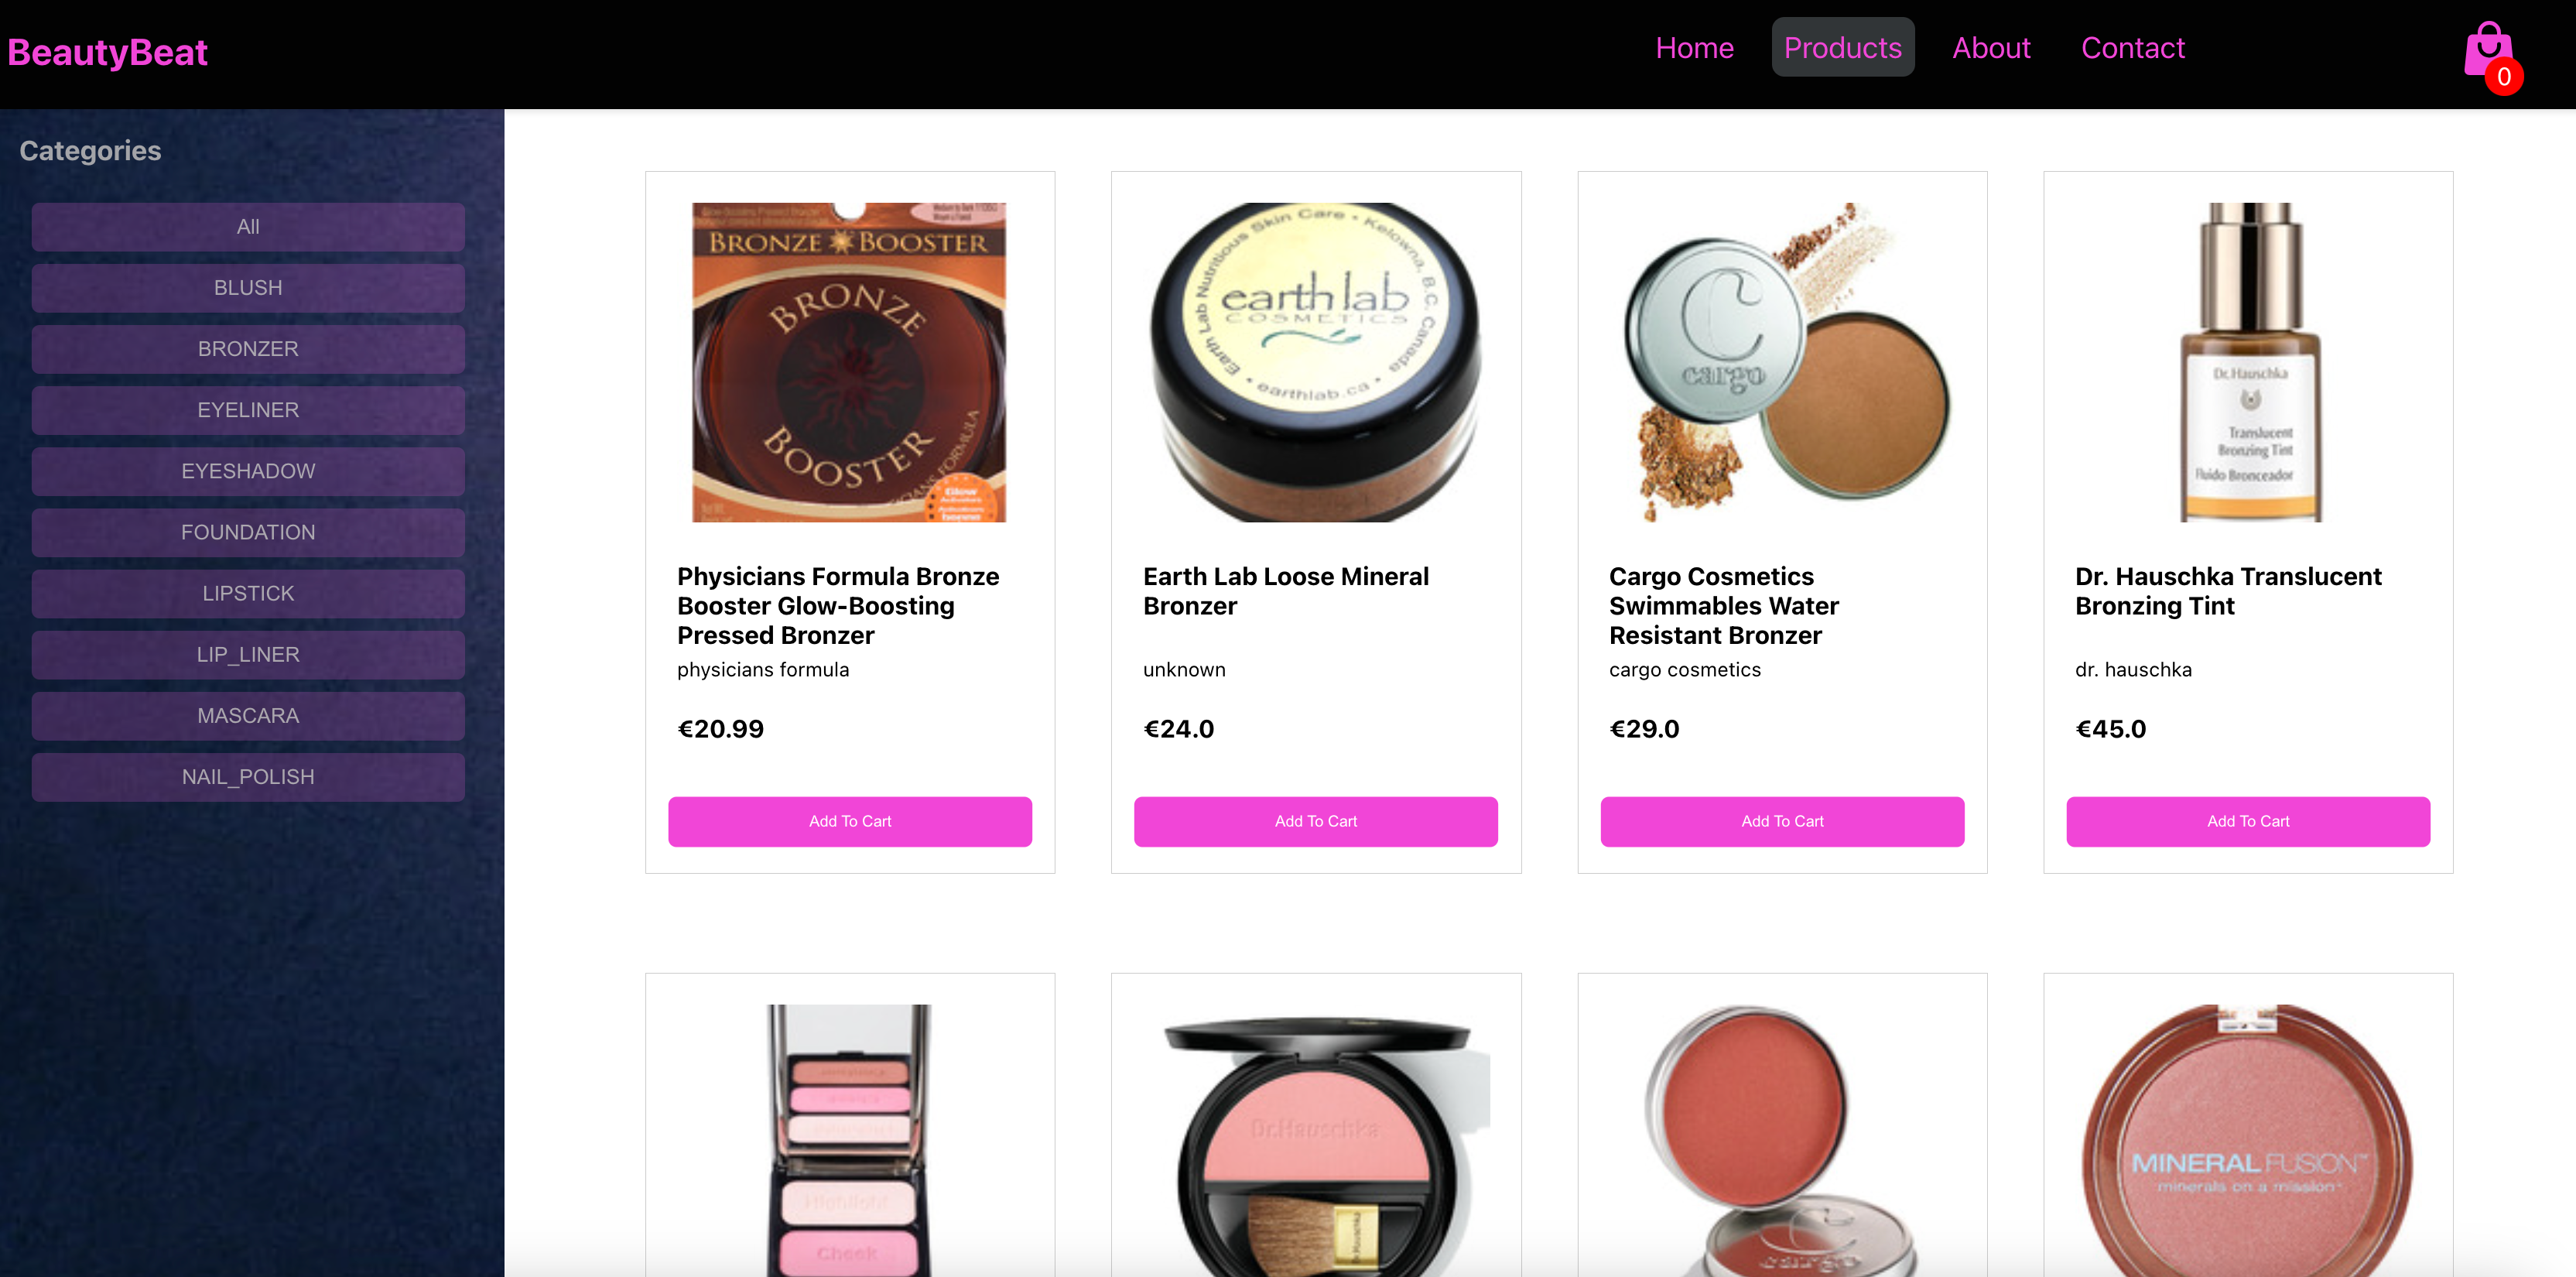 BeautyBeat
Home
Products
About
Contact
0
Categories
All
BLUSH
BRONZER
EYELINER
EYESHADOW
FOUNDATION
LIPSTICK
LIP_LINER
MASCARA
NAIL_POLISH
BRONZE BOOSTER
BRONZE
BOOSTER
PHYSICIANS FORMULA
Glow
Physicians Formula Bronze
Booster Glow-Boosting
Pressed Bronzer
physicians formula
€20.99
Add To Cart
Earth Lab Nutritious Skin Care • Kelowna, B.C. Canada
earth lab
COSMETICS
• earthlab.ca •
Earth Lab Loose Mineral
Bronzer
unknown
€24.0
Add To Cart
C
cargo
Cargo Cosmetics
Swimmables Water
Resistant Bronzer
cargo cosmetics
€29.0
Add To Cart
Dr. Hauschka
Translucent
Bronzing Tint
Fluido Bronceador
Dr. Hauschka Translucent
Bronzing Tint
dr. hauschka
€45.0
Add To Cart
Highlight
Cheek
Dr.Hauschka
C
cargo
MINERAL FUSION™
minerals on a mission™